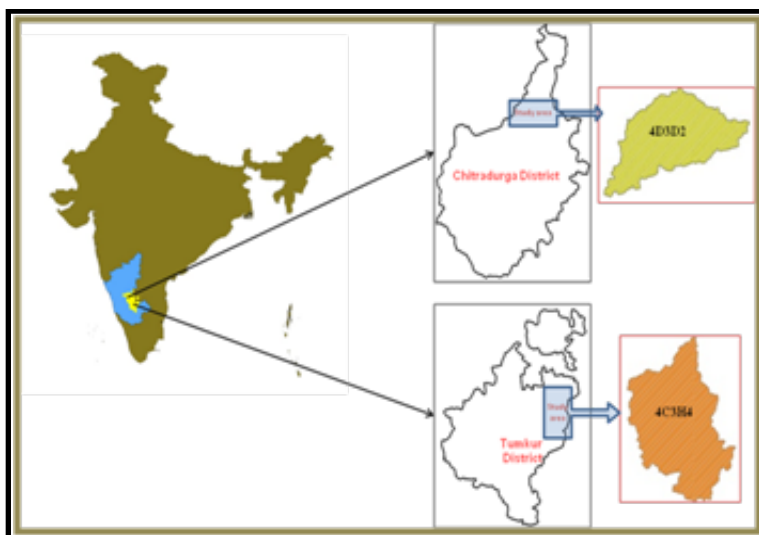 Study area
4D3D2
Chitradurga District
Study
area
4C3H4
Tumkur
District